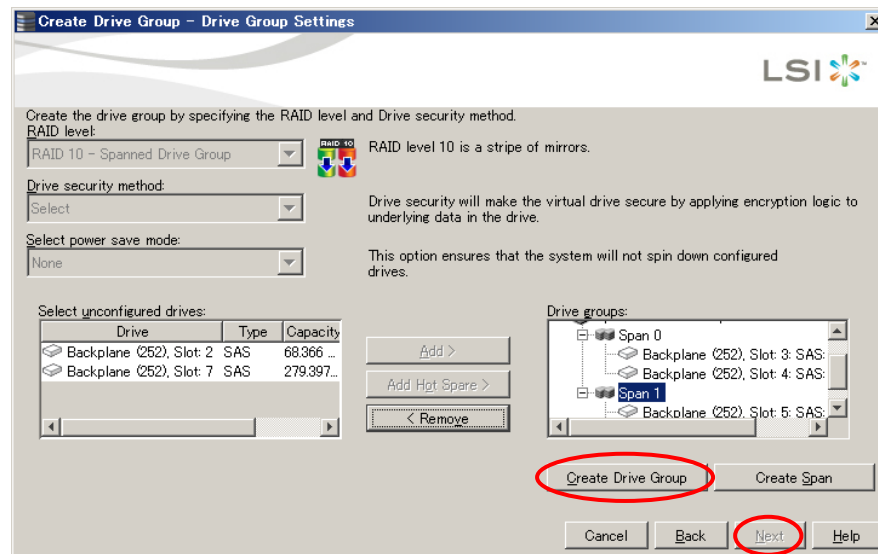 Create Drive Group - Drive Group Settings
LSI
Create the drive group by specifying the RAID level and Drive security method.
RAID level:
RAID 10 - Spanned Drive Group
RAID 10
RAID level 10 is a stripe of mirrors.
Drive security method:
Select
Drive security will make the virtual drive secure by applying encryption logic to
underlying data in the drive.
Select power save mode:
None
This option ensures that the system will not spin down configured
drives.
Select unconfigured drives:
Drive Type Capacity
Backplane (252), Slot: 2 SAS 68.366 ...
Backplane (252), Slot: 7 SAS 279.397...
Add >
Add Hot Spare >
< Remove
Drive groups:
Span 0
Backplane (252), Slot: 3: SAS:
Backplane (252), Slot: 4: SAS:
Span 1
Backplane (252), Slot: 5: SAS:
Create Drive Group Create Span
Cancel Back Next Help